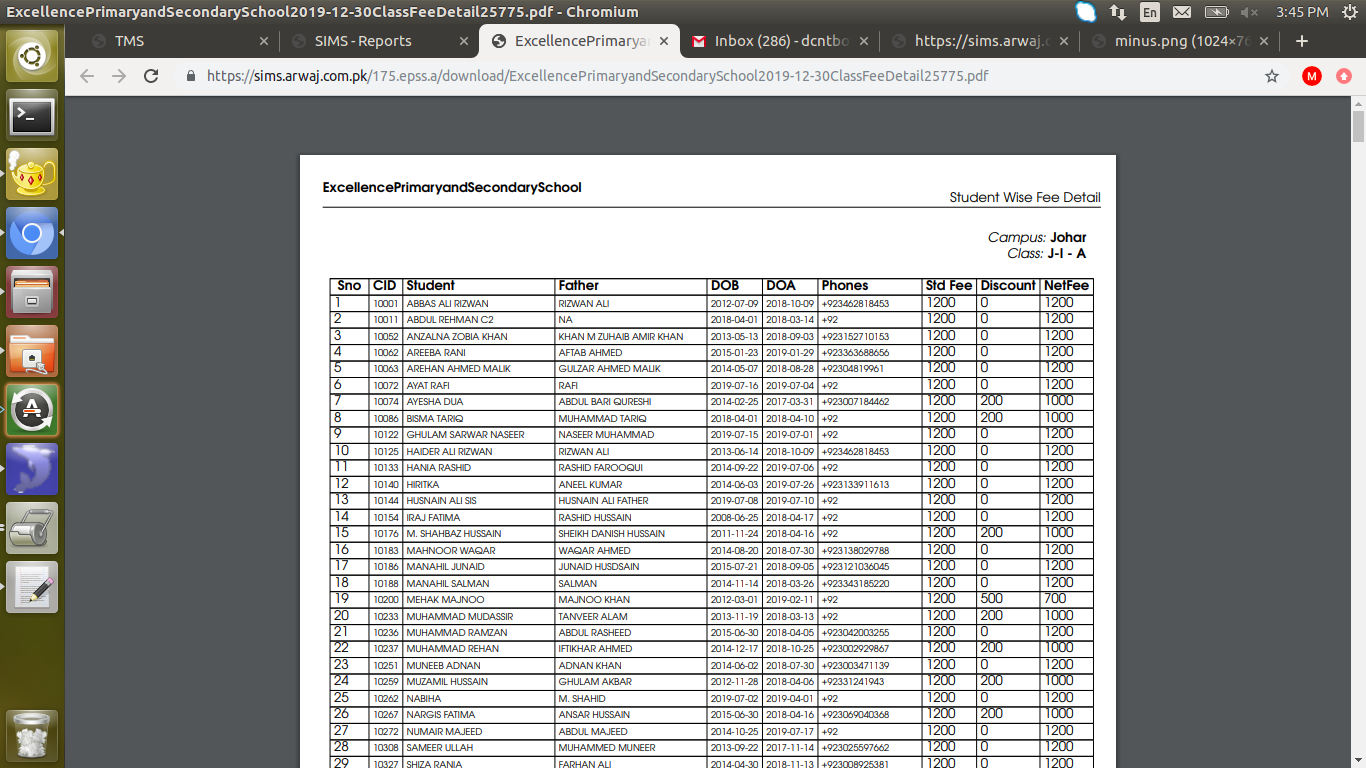 ExcellencePrimaryandSecondarySchool2019-12-30ClassFeeDetail25775.pdf - Chromium
En
3:45 PM
TMS
SIMS - Reports
ExcellencePrimaryan
Inbox (286) - dcntbo
https://sims.arwaj.c
minus.png (1024×76
https://sims.arwaj.com.pk/175.epss.a/download/ExcellencePrimaryandSecondarySchool2019-12-30ClassFeeDetail25775.pdf
M
ExcellencePrimaryandSecondarySchool
Student Wise Fee Detail
Campus: Johar
Class: J-I - A
Sno CID Student Father DOB DOA Phones Std Fee Discount NetFee
1 10001 ABBAS ALI RIZWAN RIZWAN ALI 2012-07-09 2018-10-09 +923462818453 1200 0 1200
2 10011 ABDUL REHMAN C2 NA 2018-04-01 2018-03-14 +92 1200 0 1200
3 10052 ANZALNA ZOBIA KHAN KHAN M ZUHAIB AMIR KHAN 2013-05-13 2018-09-03 +923152710153 1200 0 1200
4 10062 AREEBA RANI AFTAB AHMED 2015-01-23 2019-01-29 +923363688656 1200 0 1200
5 10063 AREHAN AHMED MALIK GULZAR AHMED MALIK 2014-05-07 2018-08-28 +92304819961 1200 0 1200
6 10072 AYAT RAFI RAFI 2019-07-16 2019-07-04 +92 1200 0 1200
7 10074 AYESHA DUA ABDUL BARI QURESHI 2014-02-25 2017-03-31 +923007184462 1200 200 1000
8 10086 BISMA TARIQ MUHAMMAD TARIQ 2018-04-01 2018-04-10 +92 1200 200 1000
9 10122 GHULAM SARWAR NASEER NASEER MUHAMMAD 2019-07-15 2019-07-01 +92 1200 0 1200
10 10125 HAIDER ALI RIZWAN RIZWAN ALI 2013-06-14 2018-10-09 +923462818453 1200 0 1200
11 10133 HANIA RASHID RASHID FAROOQUI 2014-09-22 2019-07-06 +92 1200 0 1200
12 10140 HIRITKA ANEEL KUMAR 2014-06-03 2019-07-26 +923133911613 1200 0 1200
13 10144 HUSNAIN ALI SIS HUSNAIN ALI FATHER 2019-07-08 2019-07-10 +92 1200 0 1200
14 10154 IRAJ FATIMA RASHID HUSSAIN 2008-06-25 2018-04-17 +92 1200 0 1200
15 10176 M. SHAHBAZ HUSSAIN SHEIKH DANISH HUSSAIN 2011-11-24 2018-04-16 +92 1200 200 1000
16 10183 MAHNOOR WAQAR WAQAR AHMED 2014-08-20 2018-07-30 +923138029788 1200 0 1200
17 10186 MANAHIL JUNAID JUNAID HUSDSAIN 2015-07-21 2018-09-05 +923121036045 1200 0 1200
18 10188 MANAHIL SALMAN SALMAN 2014-11-14 2018-03-26 +923343185220 1200 0 1200
19 10200 MEHAK MAJNOO MAJNOO KHAN 2012-03-01 2019-02-11 +92 1200 500 700
20 10233 MUHAMMAD MUDASSIR TANVEER ALAM 2013-11-19 2018-03-13 +92 1200 200 1000
21 10236 MUHAMMAD RAMZAN ABDUL RASHEED 2015-06-30 2018-04-05 +923042003255 1200 0 1200
22 10237 MUHAMMAD REHAN IFTIKHAR AHMED 2014-12-17 2018-10-25 +923002929867 1200 200 1000
23 10251 MUNEEB ADNAN ADNAN KHAN 2014-06-02 2018-07-30 +923003471139 1200 0 1200
24 10259 MUZAMIL HUSSAIN GHULAM AKBAR 2012-11-28 2018-04-06 +92331241943 1200 200 1000
25 10262 NABIHA M. SHAHID 2019-07-02 2019-04-01 +92 1200 0 1200
26 10267 NARGIS FATIMA ANSAR HUSSAIN 2015-06-30 2018-04-16 +923069040368 1200 200 1000
27 10272 NUMAIR MAJEED ABDUL MAJEED 2014-10-25 2019-07-17 +92 1200 0 1200
28 10308 SAMEER ULLAH MUHAMMED MUNEER 2013-09-22 2017-11-14 +923025597662 1200 0 1200
29 10327 SHIZA RANIA FARHAN ALI 2014-04-30 2018-11-13 +923008925381 1200 0 1200